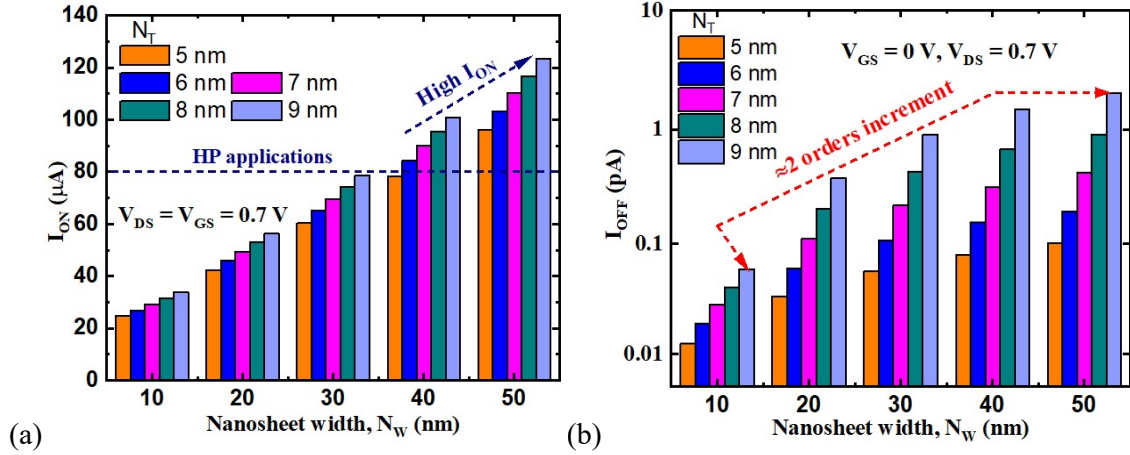 140
120
100
80
60
40
20
0
I_ON (μA)
N_T
5 nm
6 nm 7 nm
8 nm 9 nm
High I_ON
HP applications
V_DS = V_GS = 0.7 V
10 20 30 40 50
Nanosheet width, N_W (nm)
(a)
10
1
0.1
0.01
I_OFF (pA)
N_T
5 nm
6 nm
7 nm
8 nm
9 nm
V_GS = 0 V, V_DS = 0.7 V
≈2 orders increment
10 20 30 40 50
Nanosheet width, N_W (nm)
(b)